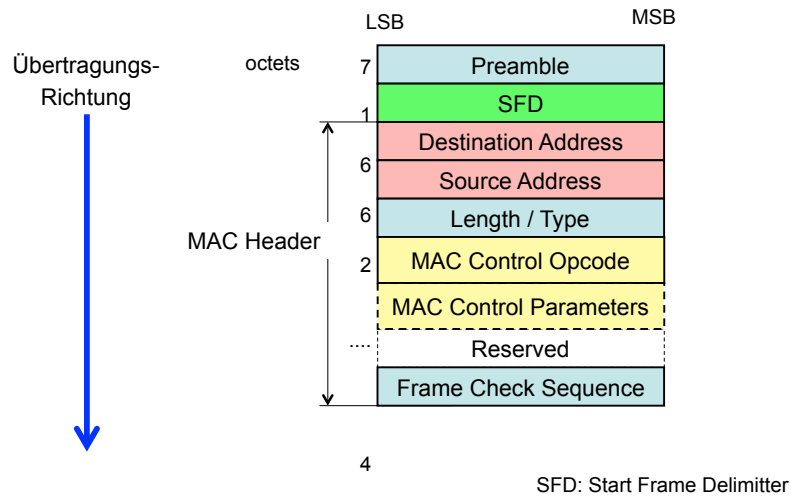 LSB
MSB
Übertragungs-
Richtung
octets
7
Preamble
1
SFD
Destination Address
6
Source Address
6
Length / Type
MAC Header
2
MAC Control Opcode
MAC Control Parameters
....
Reserved
Frame Check Sequence
4
SFD: Start Frame Delimitter